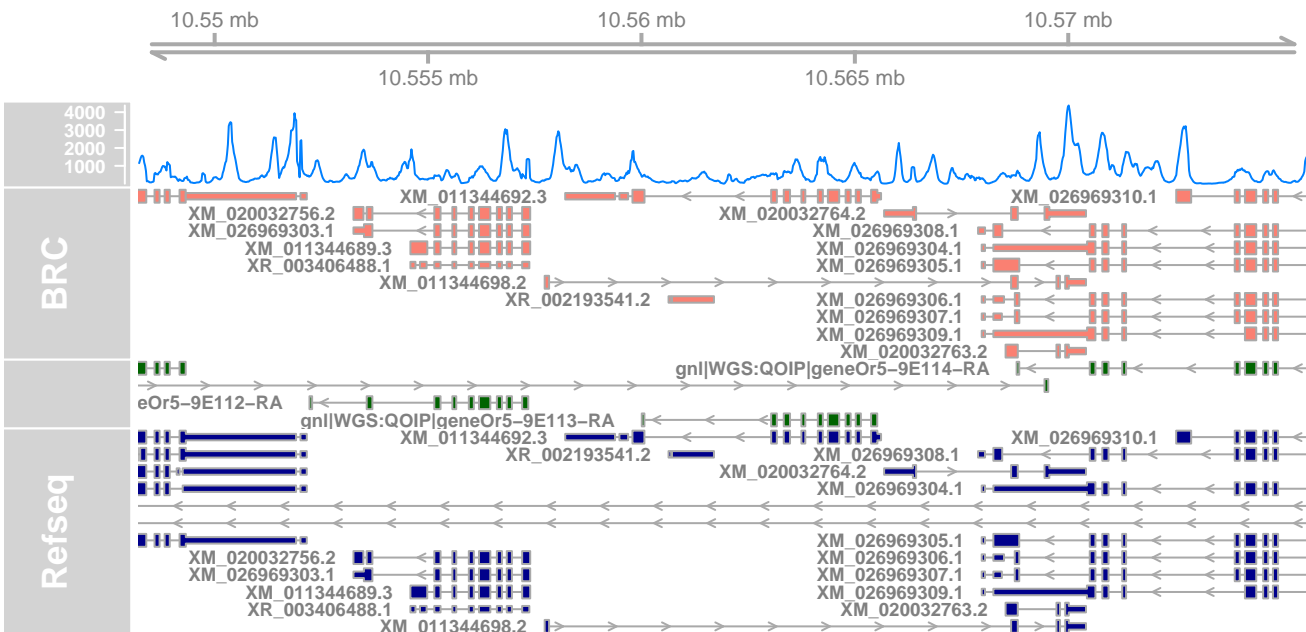 10.55 mb 10.56 mb 10.57 mb
10.555 mb 10.565 mb
4000
3000
2000
1000
BRC
XM_011344692.3 XM_026969310.1
XM_020032756.2 XM_020032764.2
XM_026969303.1 XM_026969308.1
XM_011344689.3 XM_026969304.1
XR_003406488.1 XM_026969305.1
XM_011344698.2
XR_002193541.2 XM_026969306.1
XM_026969307.1
XM_026969309.1
XM_020032763.2
gnl|WGS:QOIP|geneOr5−9E114−RA
eOr5−9E112−RA
gnl|WGS:QOIP|geneOr5−9E113−RA
Refseq
XM_011344692.3 XM_026969310.1
XR_002193541.2 XM_026969308.1
XM_020032764.2
XM_026969304.1
XM_026969305.1
XM_020032756.2 XM_026969306.1
XM_026969303.1 XM_026969307.1
XM_011344689.3 XM_026969309.1
XR_003406488.1 XM_020032763.2
XM_011344698.2